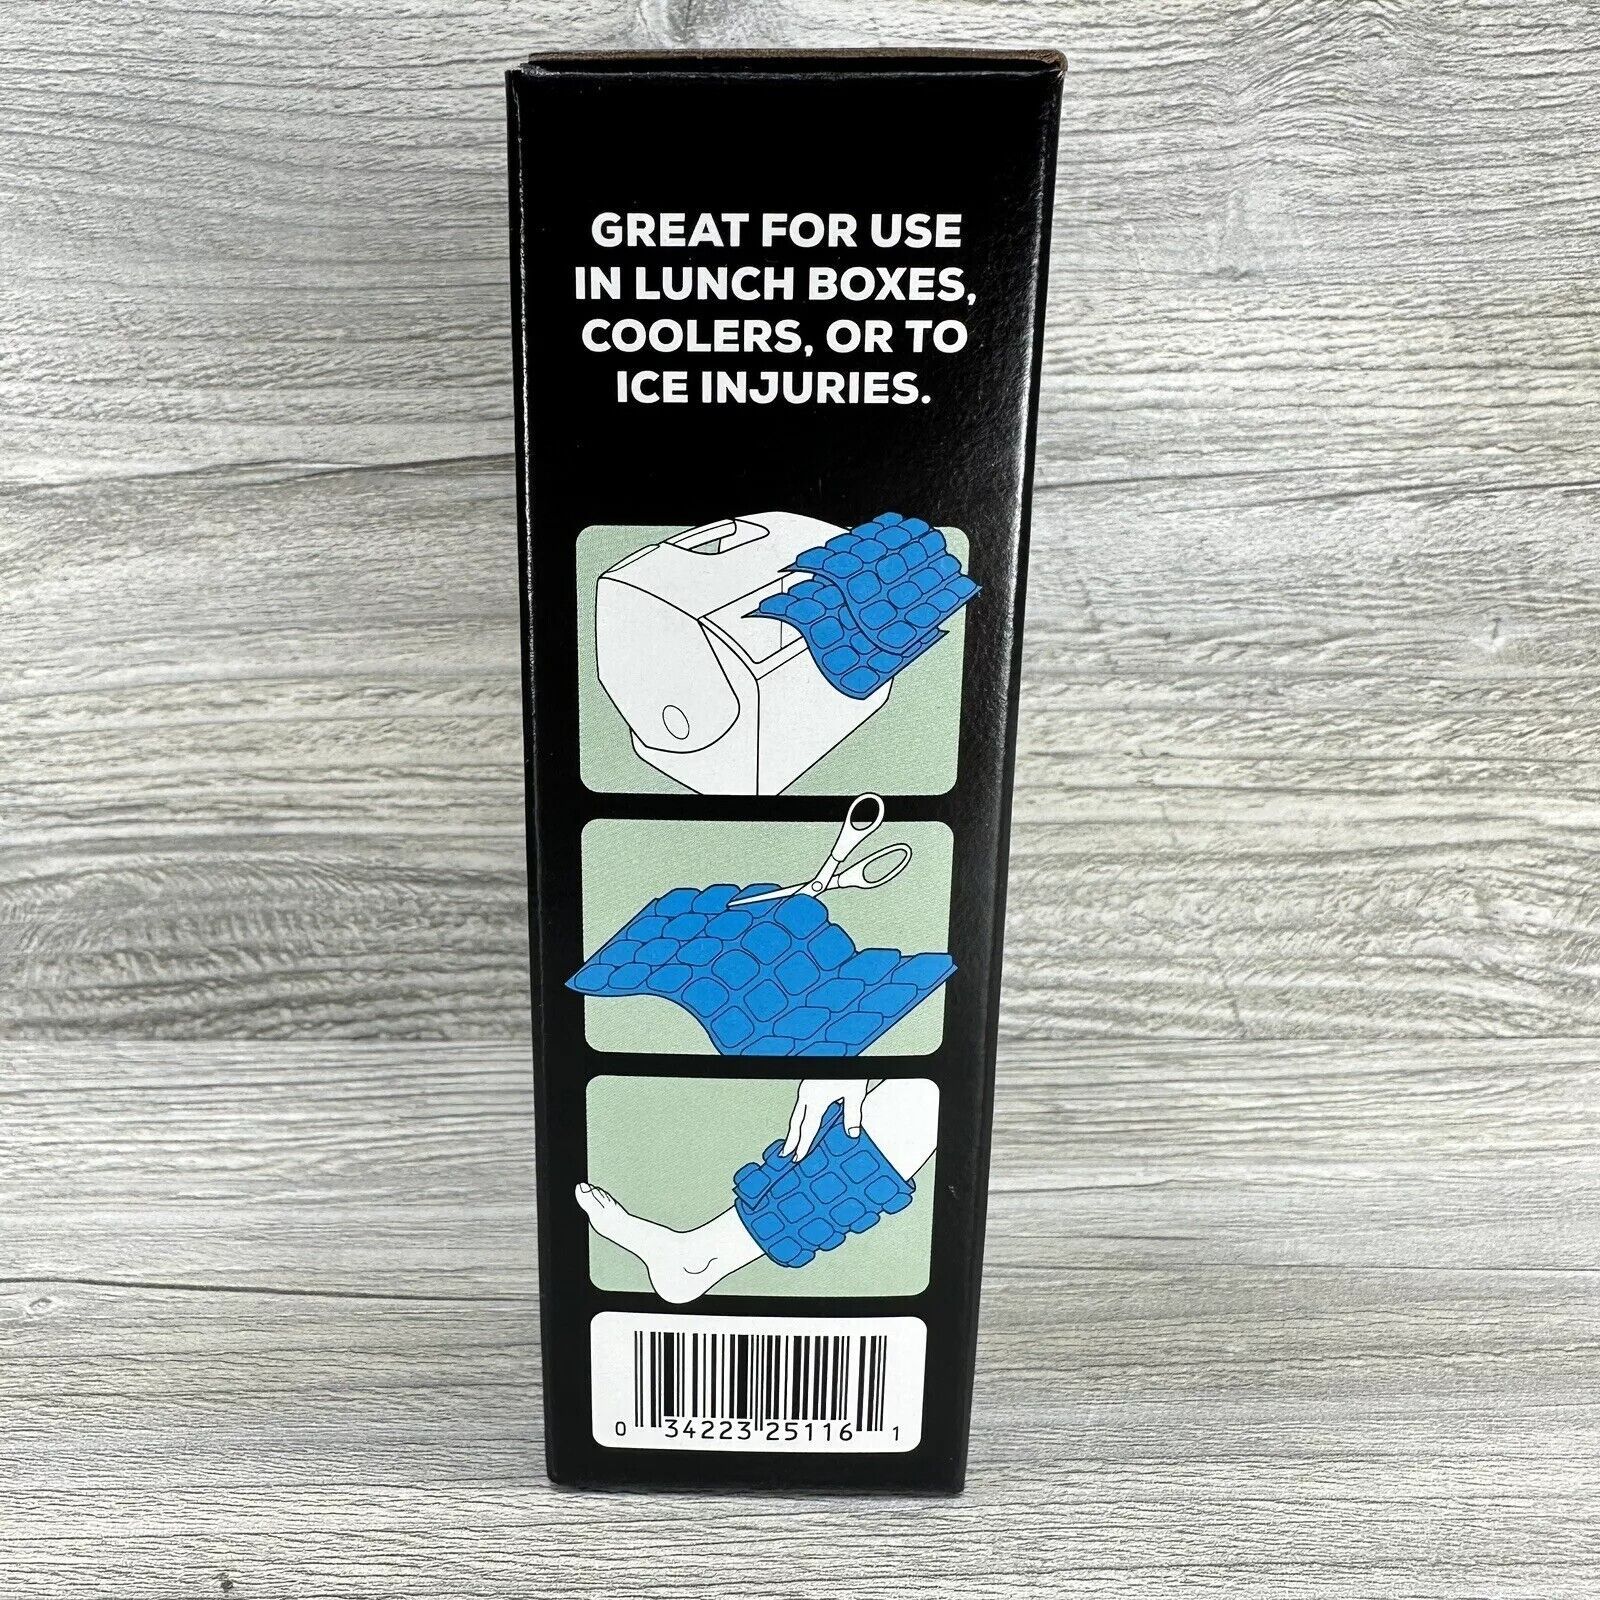 GREAT FOR USE
IN LUNCH BOXES,
COOLERS, OR TO
ICE INJURIES.
0 34223 25116 1